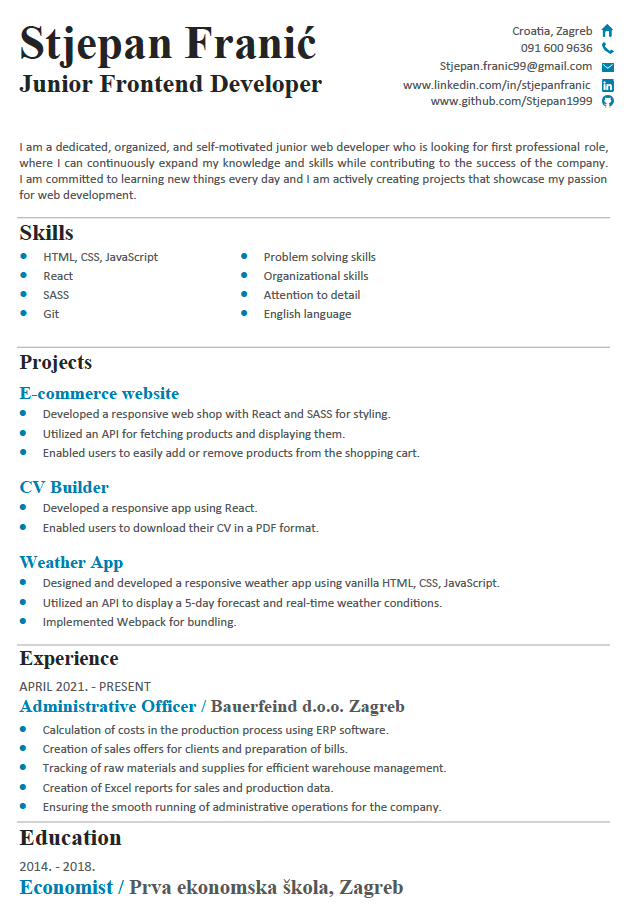 Stjepan Franić
Junior Frontend Developer
Croatia, Zagreb
091 600 9636
Stjepan.franic99@gmail.com
www.linkedin.com/in/stjepanfranic
www.github.com/Stjepan1999
I am a dedicated, organized, and self-motivated junior web developer who is looking for first professional role,
where I can continuously expand my knowledge and skills while contributing to the success of the company.
I am committed to learning new things every day and I am actively creating projects that showcase my passion
for web development.
Skills
HTML, CSS, JavaScript
React
SASS
Git
Problem solving skills
Organizational skills
Attention to detail
English language
Projects
E-commerce website
Developed a responsive web shop with React and SASS for styling.
Utilized an API for fetching products and displaying them.
Enabled users to easily add or remove products from the shopping cart.
CV Builder
Developed a responsive app using React.
Enabled users to download their CV in a PDF format.
Weather App
Designed and developed a responsive weather app using vanilla HTML, CSS, JavaScript.
Utilized an API to display a 5-day forecast and real-time weather conditions.
Implemented Webpack for bundling.
Experience
APRIL 2021. - PRESENT
Administrative Officer / Bauerfeind d.o.o. Zagreb
Calculation of costs in the production process using ERP software.
Creation of sales offers for clients and preparation of bills.
Tracking of raw materials and supplies for efficient warehouse management.
Creation of Excel reports for sales and production data.
Ensuring the smooth running of administrative operations for the company.
Education
2014. - 2018.
Economist / Prva ekonomska škola, Zagreb